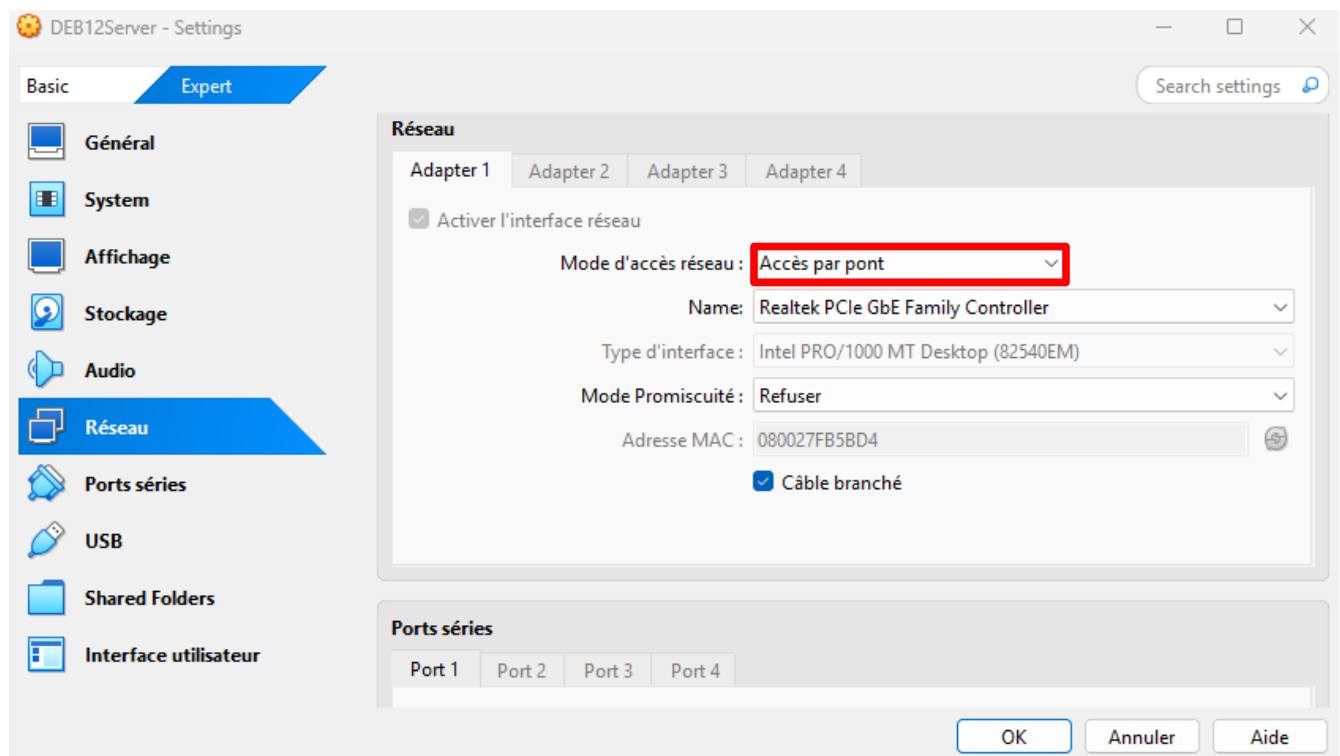 DEB12Server - Settings
Basic Expert Search settings
Général
System
Affichage
Stockage
Audio
Réseau
Ports séries
USB
Shared Folders
Interface utilisateur
Réseau
Adapter 1 Adapter 2 Adapter 3 Adapter 4
Activer l'interface réseau
Mode d'accès réseau : Accès par pont
Name: Realtek PCIe GbE Family Controller
Type d'interface : Intel PRO/1000 MT Desktop (82540EM)
Mode Promiscuité : Refuser
Adresse MAC : 080027FB5BD4
Câble branché
Ports séries
Port 1 Port 2 Port 3 Port 4
OK Annuler Aide